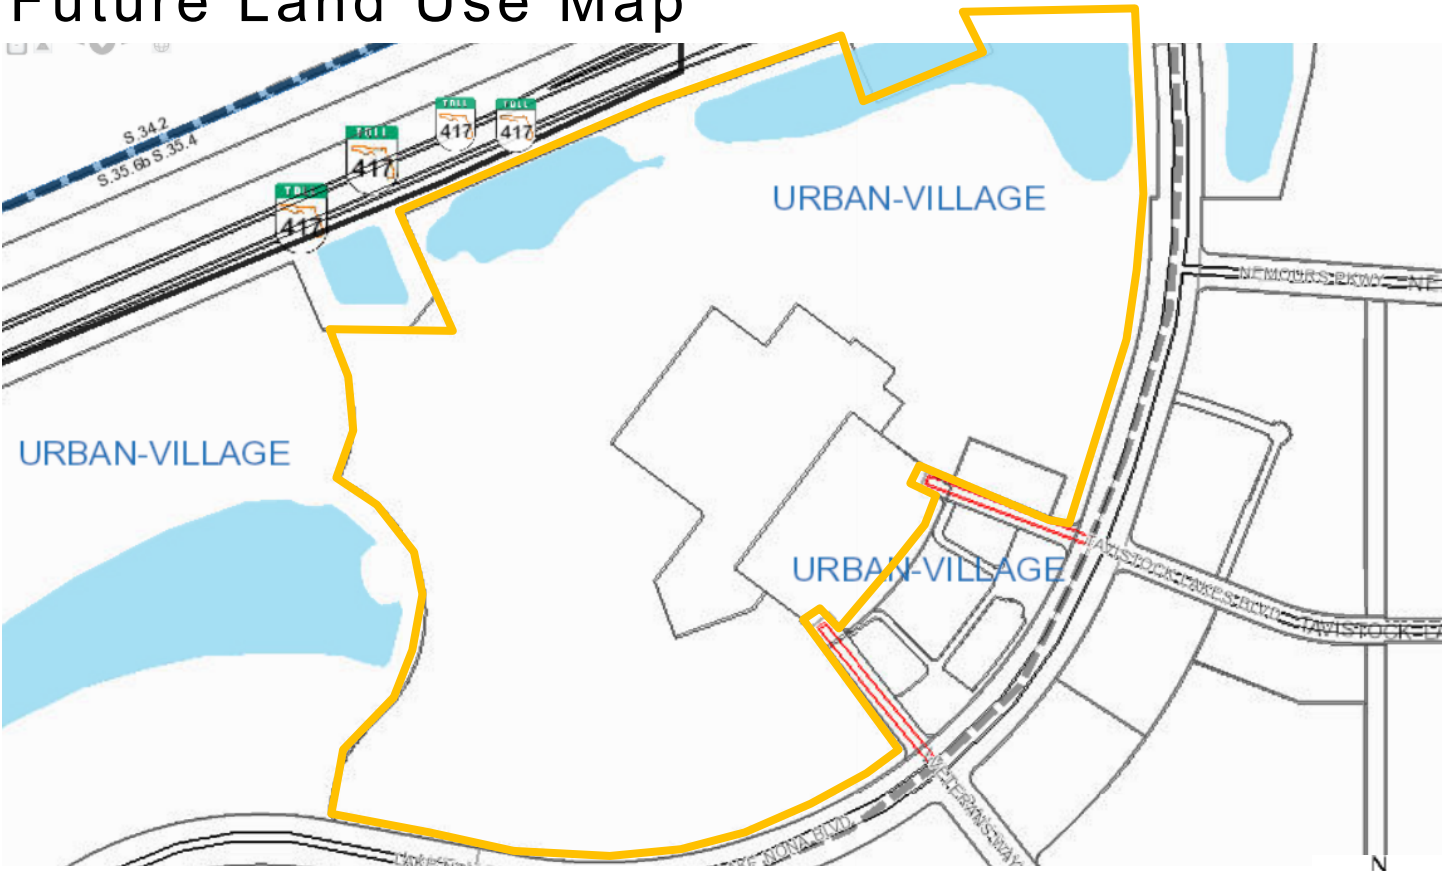 Future Land Use Map
S.34.2
S.35.6b S.35.4
TOLL
417
TOLL
417
TOLL
417
TOLL
417
URBAN-VILLAGE
NEMOURS PKWY
NE
URBAN-VILLAGE
URBAN-VILLAGE
TAVISTOCK LAKES BLVD
TAVISTOCK LA
VETERANS WAY
NONA BLVD
N